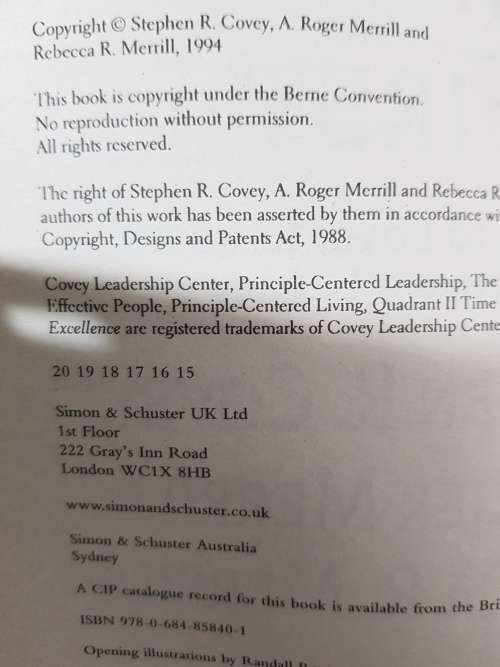 Copyright © Stephen R. Covey, A. Roger Merrill and
Rebecca R. Merrill, 1994
This book is copyright under the Berne Convention.
No reproduction without permission.
All rights reserved.
The right of Stephen R. Covey, A. Roger Merrill and Rebecca R
authors of this work has been asserted by them in accordance wi
Copyright, Designs and Patents Act, 1988.
Covey Leadership Center, Principle-Centered Leadership, The
Effective People, Principle-Centered Living, Quadrant II Time
Excellence are registered trademarks of Covey Leadership Cente
20 19 18 17 16 15
Simon & Schuster UK Ltd
1st Floor
222 Gray's Inn Road
London WC1X 8HB
www.simonandschuster.co.uk
Simon & Schuster Australia
Sydney
A CIP catalogue record for this book is available from the Bri
ISBN 978-0-684-85840-1
Opening illustrations by Randall